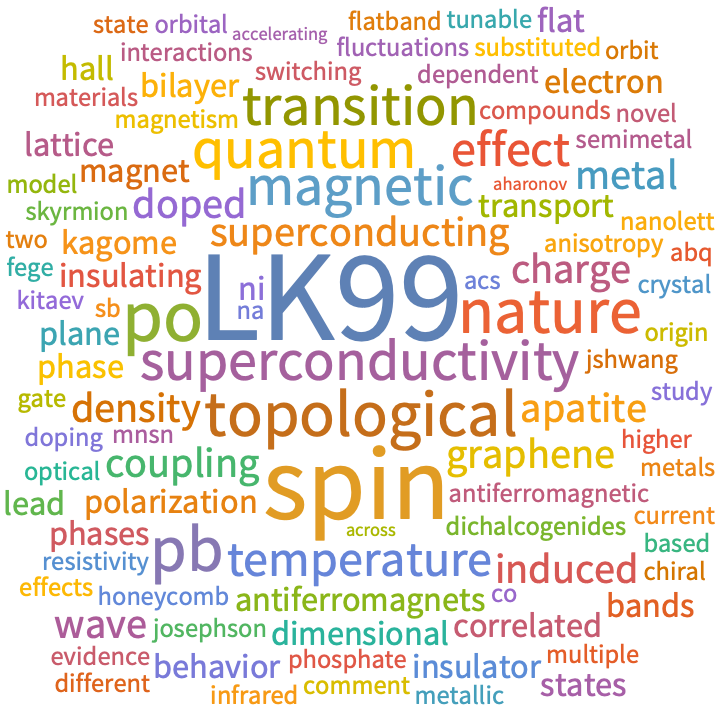 state orbital accelerating flatband tunable flat
interactions fluctuations substituted orbit
hall bilayer switching dependent electron
materials transition compounds novel
magnetism
lattice quantum effect semimetal
magnet magnetic aharonov metal
model doped transport
skyrmion nanolett
two kagome superconducting anisotropy abq
fege insulating ni LK99 acs charge crystal
kitaev sb po na nature
plane origin
phase superconductivity jshwang
gate density topological apatite study
doping mnsn higher
optical coupling spin graphene metals
lead polarization antiferromagnetic
phases pb across dichalcogenides current
resistivity temperature induced based
effects chiral
honeycomb antiferromagnets co bands
wave josephson dimensional correlated
evidence behavior phosphate insulator multiple
different infrared comment metallic states